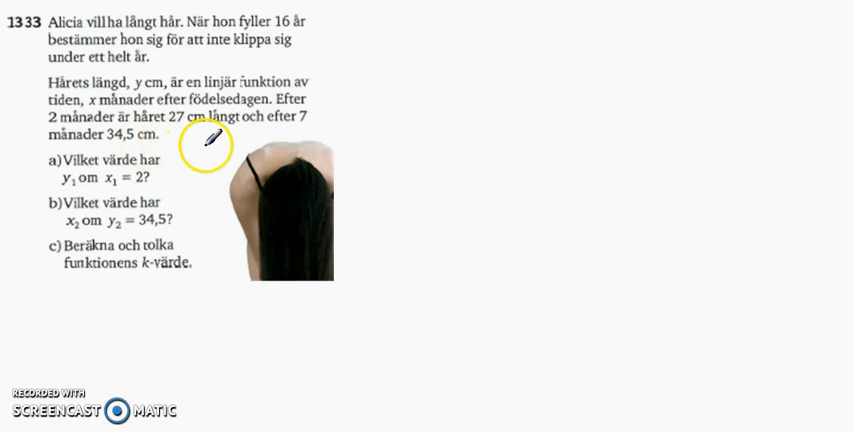 1333 Alicia vill ha långt hår. När hon fyller 16 år
bestämmer hon sig för att inte klippa sig
under ett helt år.
Hårets längd, y cm, är en linjär funktion av
tiden, x månader efter födelsedagen. Efter
2 månader är håret 27 cm långt och efter 7
månader 34,5 cm.
a) Vilket värde har
y₁ om x₁ = 2?
b) Vilket värde har
x₂ om y₂ = 34,5?
c) Beräkna och tolka
funktionens k-värde.
RECORDED WITH
SCREENCAST MATIC